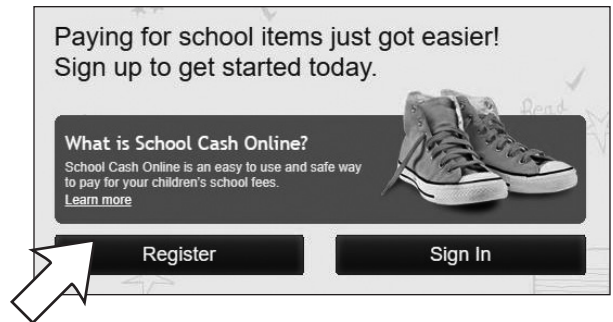 Paying for school items just got easier!
Sign up to get started today.
Read
What is School Cash Online?
School Cash Online is an easy to use and safe way
to pay for your children's school fees.
Learn more
Register
Sign In